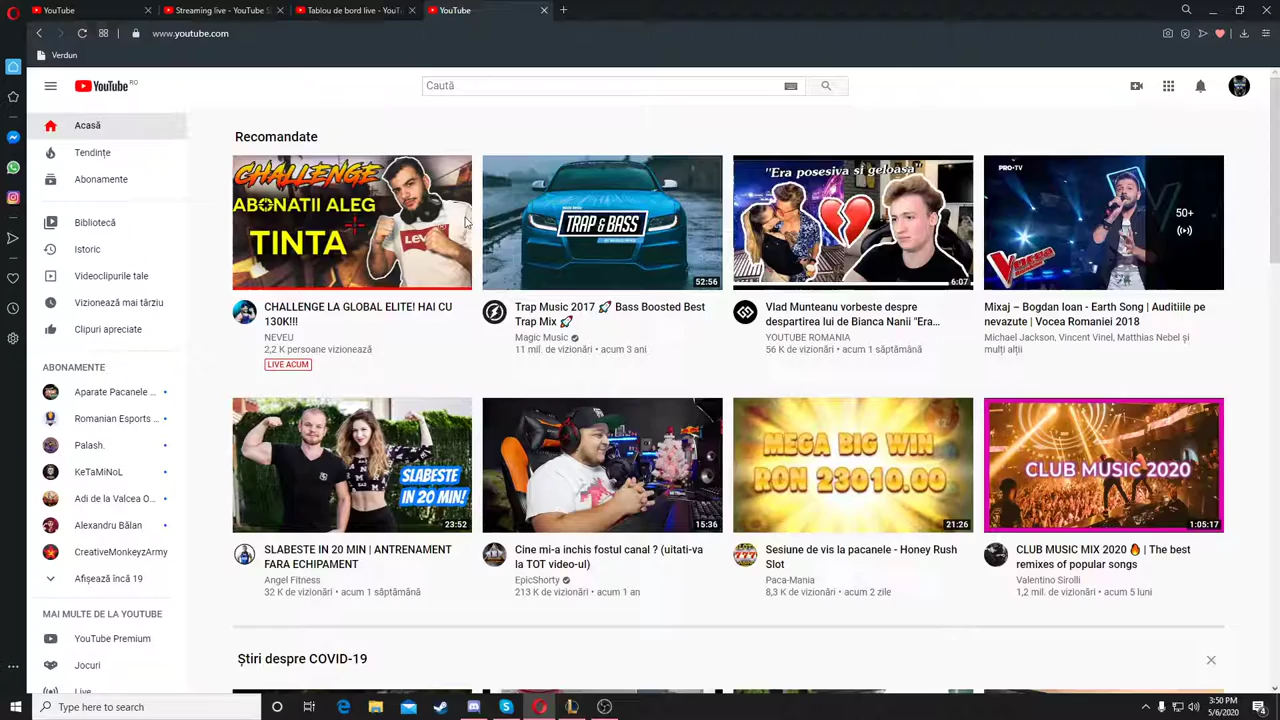 YouTube
Streaming live - YouTube S
Tablou de bord live - YouTu
YouTube
www.youtube.com
Verdun
YouTube RO
Caută
Acasă
Tendințe
Abonamente
Bibliotecă
Istoric
Videoclipurile tale
Vizionează mai târziu
Clipuri apreciate
ABONAMENTE
Aparate Pacanele ...
Romanian Esports ...
Palash.
KeTaMiNoL
Adi de la Valcea O...
Alexandru Bălan
CreativeMonkeyzArmy
Afișează încă 19
MAI MULTE DE LA YOUTUBE
YouTube Premium
Jocuri
Live
Recomandate
CHALLENGE
ABONATII ALEG
TINTA
CHALLENGE LA GLOBAL ELITE! HAI CU
130K!!!
NEVEU
2,2 K persoane vizionează
LIVE ACUM
TRAP & BASS
52:56
Trap Music 2017 🚀 Bass Boosted Best
Trap Mix 🚀
Magic Music
11 mil. de vizionări • acum 3 ani
"Era posesiva si geloasa"
6:07
Vlad Munteanu vorbeste despre
despartirea lui de Bianca Nanii "Era...
YOUTUBE ROMANIA
56 K de vizionări • acum 1 săptămână
PRO•TV
50+
Vocea
Mixaj – Bogdan Ioan - Earth Song | Auditiile pe
nevazute | Vocea Romaniei 2018
Michael Jackson, Vincent Vinel, Matthias Nebel și
mulți alții
SLABESTE
IN 20 MIN!
23:52
SLABESTE IN 20 MIN | ANTRENAMENT
FARA ECHIPAMENT
Angel Fitness
32 K de vizionări • acum 1 săptămână
15:36
Cine mi-a inchis fostul canal ? (uitati-va
la TOT video-ul)
EpicShorty
213 K de vizionări • acum 1 an
MEGA BIG WIN
RON 23010.00
21:26
Sesiune de vis la pacanele - Honey Rush
Slot
Paca-Mania
8,3 K de vizionări • acum 2 zile
CLUB MUSIC 2020
1:05:17
CLUB MUSIC MIX 2020 🔥 | The best
remixes of popular songs
Valentino Sirolli
1,2 mil. de vizionări • acum 5 luni
Știri despre COVID-19
Type here to search
3:50 PM
5/6/2020